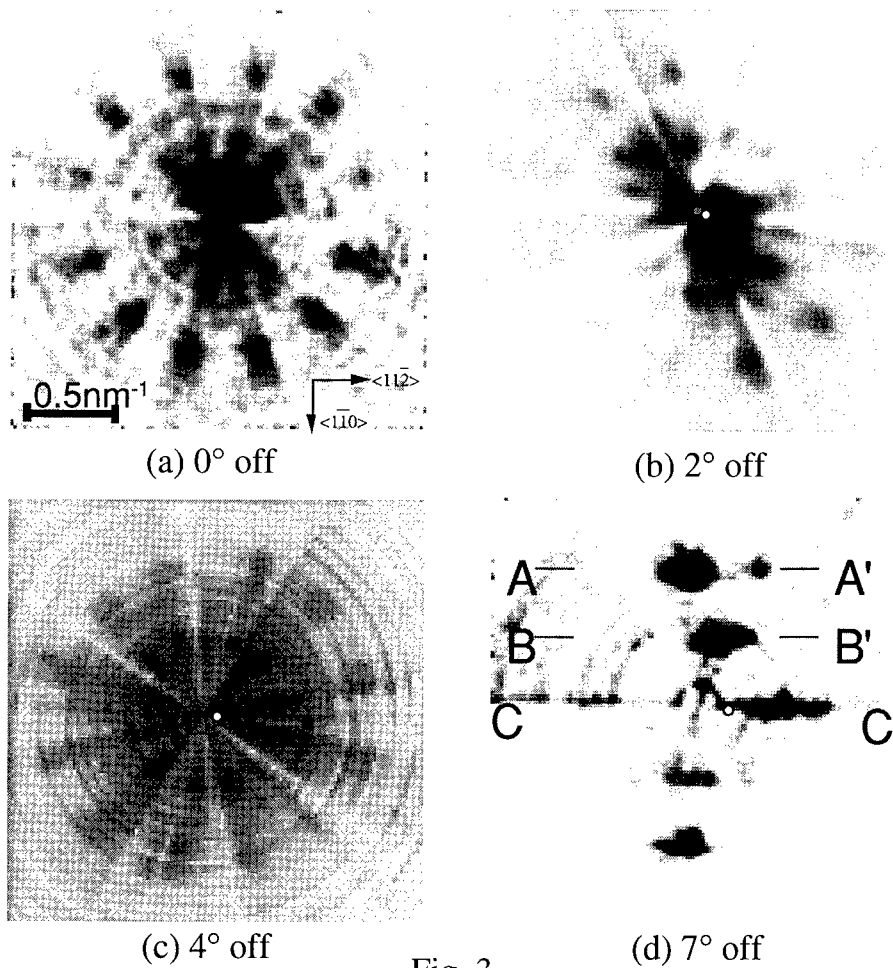 0.5nm⁻¹
<112̅>
<11̅0>
(a) 0° off
(b) 2° off
A A'
B B'
C C
(c) 4° off
(d) 7° off